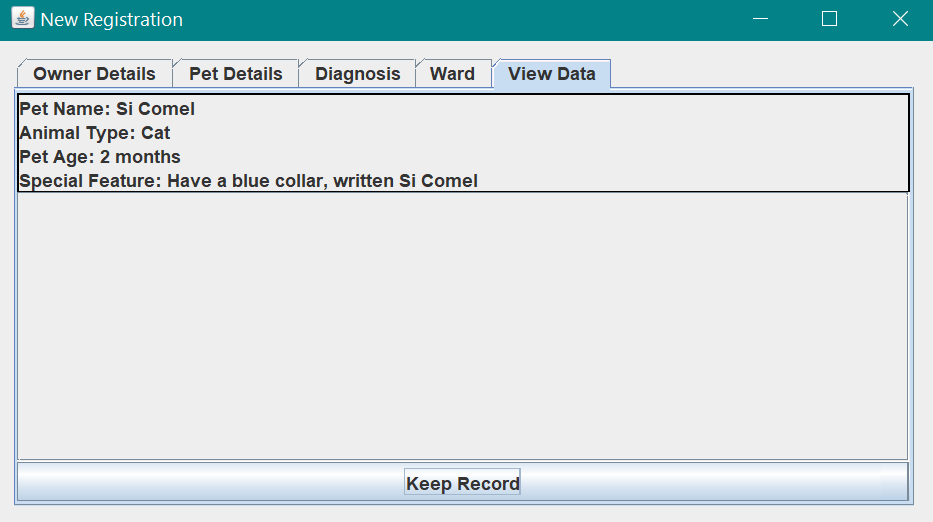 New Registration
Owner Details Pet Details Diagnosis Ward View Data
Pet Name: Si Comel
Animal Type: Cat
Pet Age: 2 months
Special Feature: Have a blue collar, written Si Comel
Keep Record